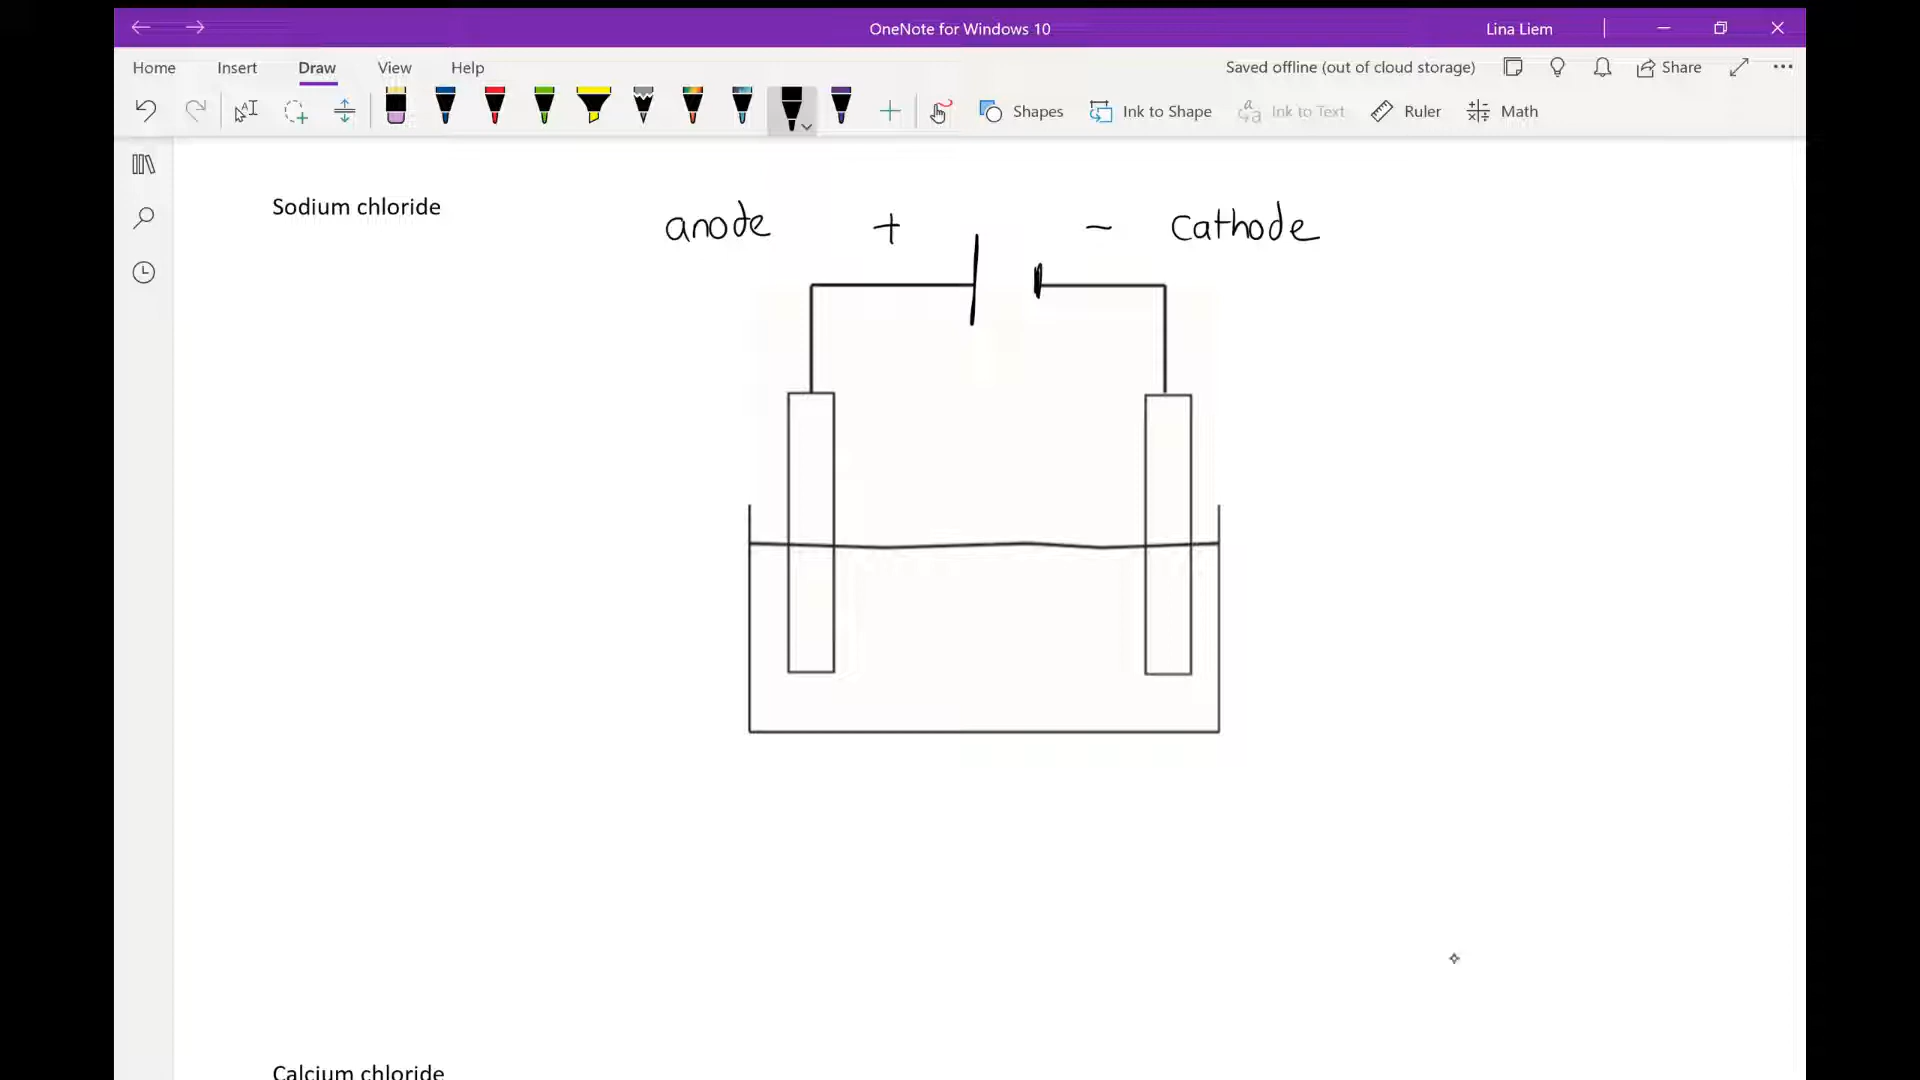 OneNote for Windows 10
Lina Liem
Home Insert Draw View Help
Saved offline (out of cloud storage)
Share
Shapes
Ink to Shape
Ink to Text
Ruler
Math
Sodium chloride
anode + - cathode
Calcium chloride